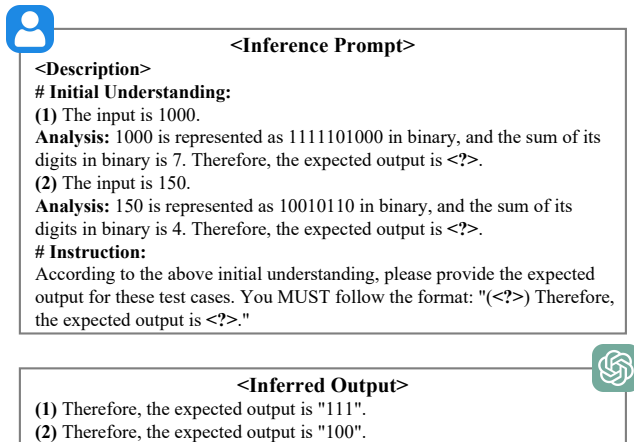 <Inference Prompt>
<Description>
# Initial Understanding:
(1) The input is 1000.
Analysis: 1000 is represented as 1111101000 in binary, and the sum of its
digits in binary is 7. Therefore, the expected output is <?>.
(2) The input is 150.
Analysis: 150 is represented as 10010110 in binary, and the sum of its
digits in binary is 4. Therefore, the expected output is <?>.
# Instruction:
According to the above initial understanding, please provide the expected
output for these test cases. You MUST follow the format: "(<?>) Therefore,
the expected output is <?>."
<Inferred Output>
(1) Therefore, the expected output is "111".
(2) Therefore, the expected output is "100".